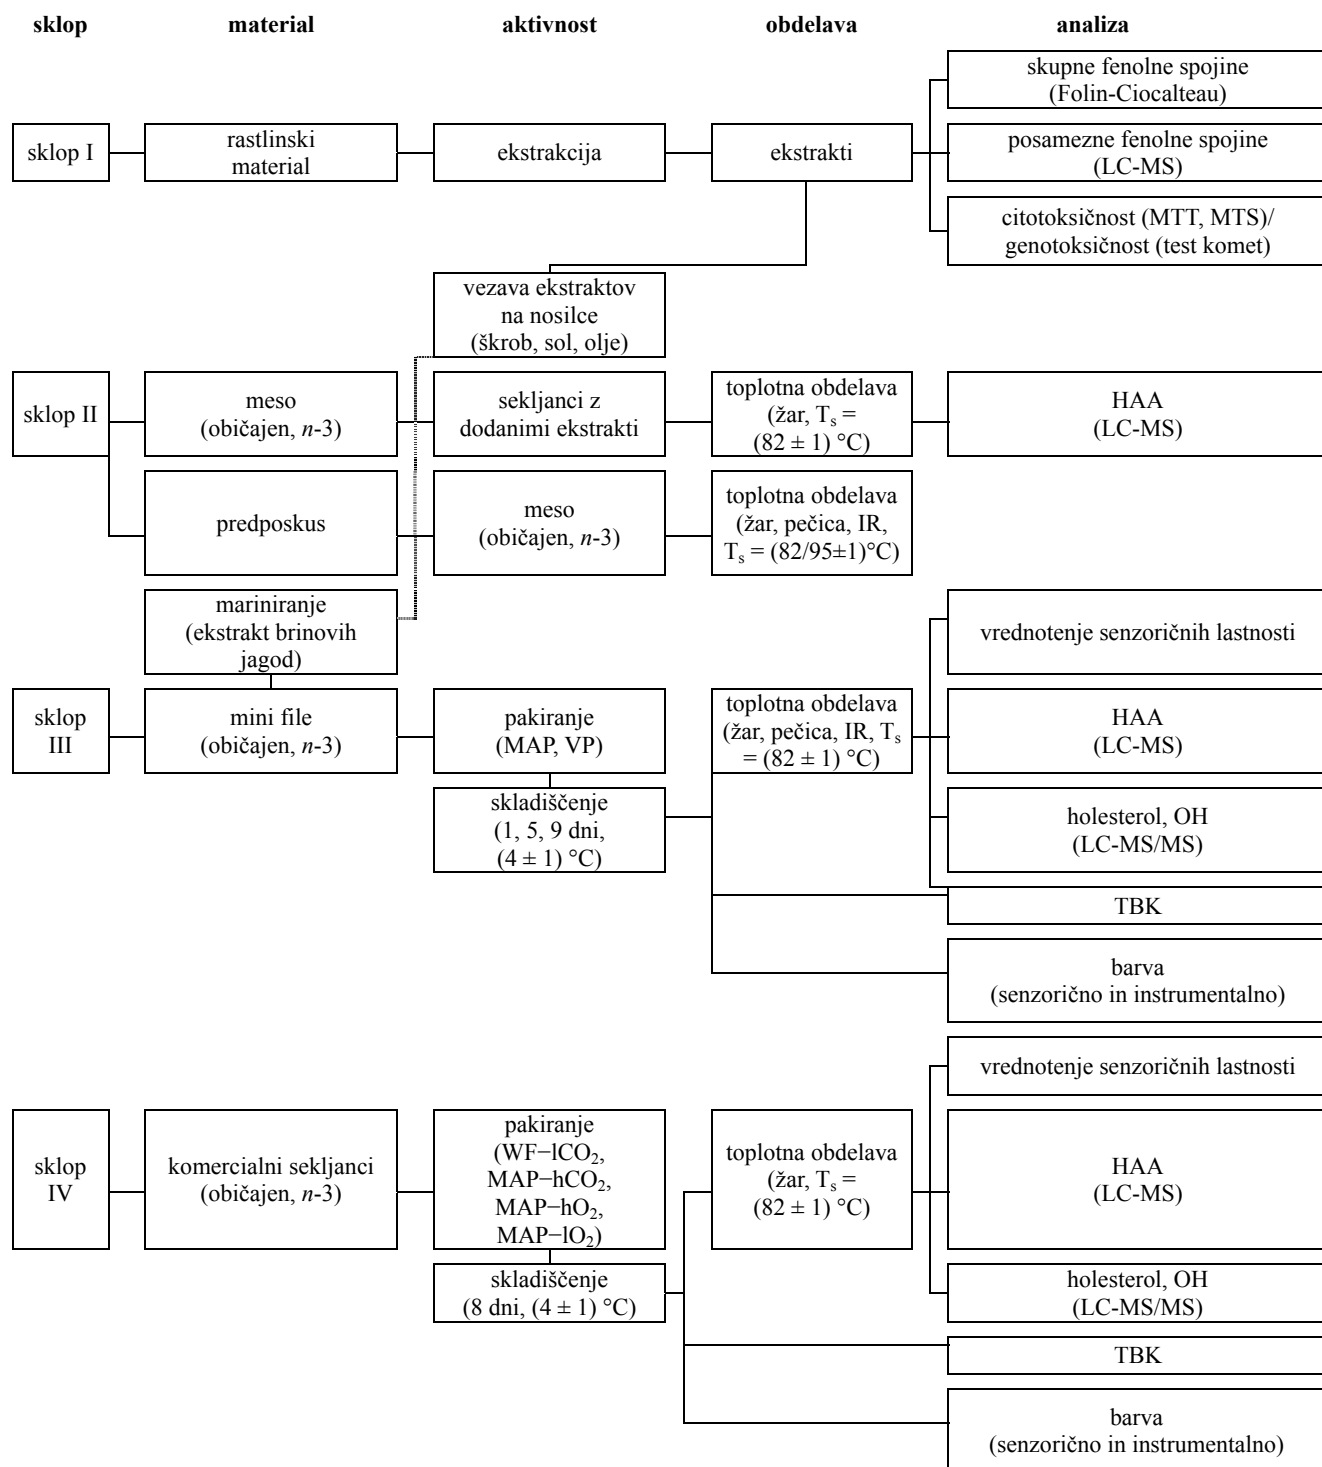 sklop
material
aktivnost
obdelava
analiza
skupne fenolne spojine
(Folin-Ciocalteau)
sklop I
rastlinski
material
ekstrakcija
ekstrakti
posamezne fenolne spojine
(LC-MS)
citotoksičnost (MTT, MTS)/
genotoksičnost (test komet)
vezava ekstraktov
na nosilce
(škrob, sol, olje)
sklop II
meso
(običajen, n-3)
sekljanci z
dodanimi ekstrakti
toplotna obdelava
(žar, Tₛ =
(82 ± 1) °C)
HAA
(LC-MS)
predposkus
meso
(običajen, n-3)
toplotna obdelava
(žar, pečica, IR,
Tₛ = (82/95±1)°C)
mariniranje
(ekstrakt brinovih
jagod)
vrednotenje senzoričnih lastnosti
sklop
III
mini file
(običajen, n-3)
pakiranje
(MAP, VP)
toplotna obdelava
(žar, pečica, IR, Tₛ
= (82 ± 1) °C)
HAA
(LC-MS)
skladiščenje
(1, 5, 9 dni,
(4 ± 1) °C)
holesterol, OH
(LC-MS/MS)
TBK
barva
(senzorično in instrumentalno)
vrednotenje senzoričnih lastnosti
sklop
IV
komercialni sekljanci
(običajen, n-3)
pakiranje
(WF−lCO₂,
MAP−hCO₂,
MAP−hO₂,
MAP−lO₂)
toplotna obdelava
(žar, Tₛ =
(82 ± 1) °C)
HAA
(LC-MS)
skladiščenje
(8 dni, (4 ± 1) °C)
holesterol, OH
(LC-MS/MS)
TBK
barva
(senzorično in instrumentalno)